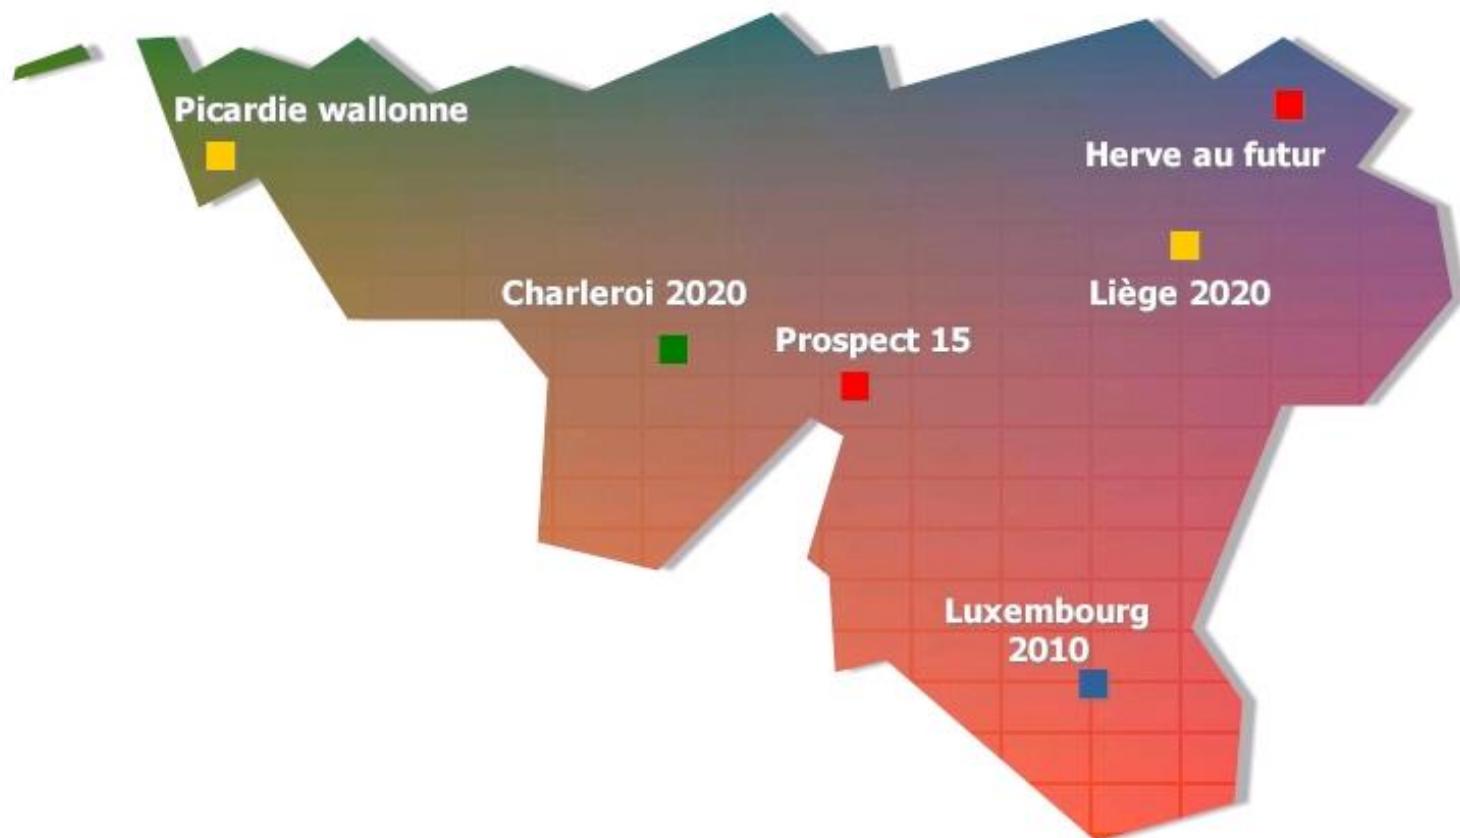 Picardie wallonne
Herve au futur
Charleroi 2020
Liège 2020
Prospect 15
Luxembourg
2010